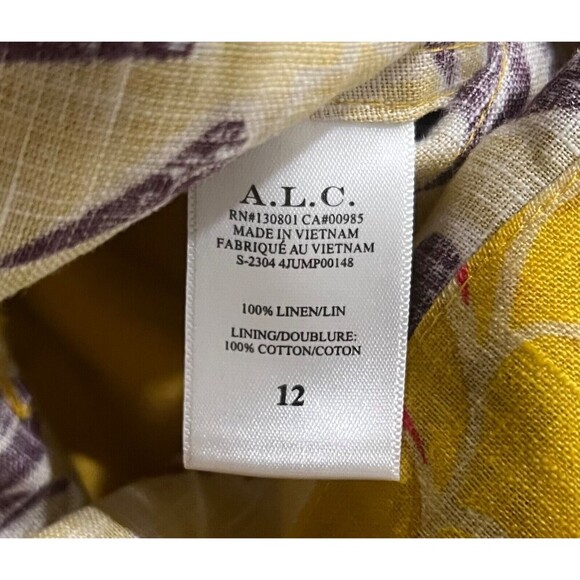 A.L.C.
RN#130801 CA#00985
MADE IN VIETNAM
FABRIQUÉ AU VIETNAM
S-2304 4JUMP00148
100% LINEN/LIN
LINING/DOUBLURE:
100% COTTON/COTON
12